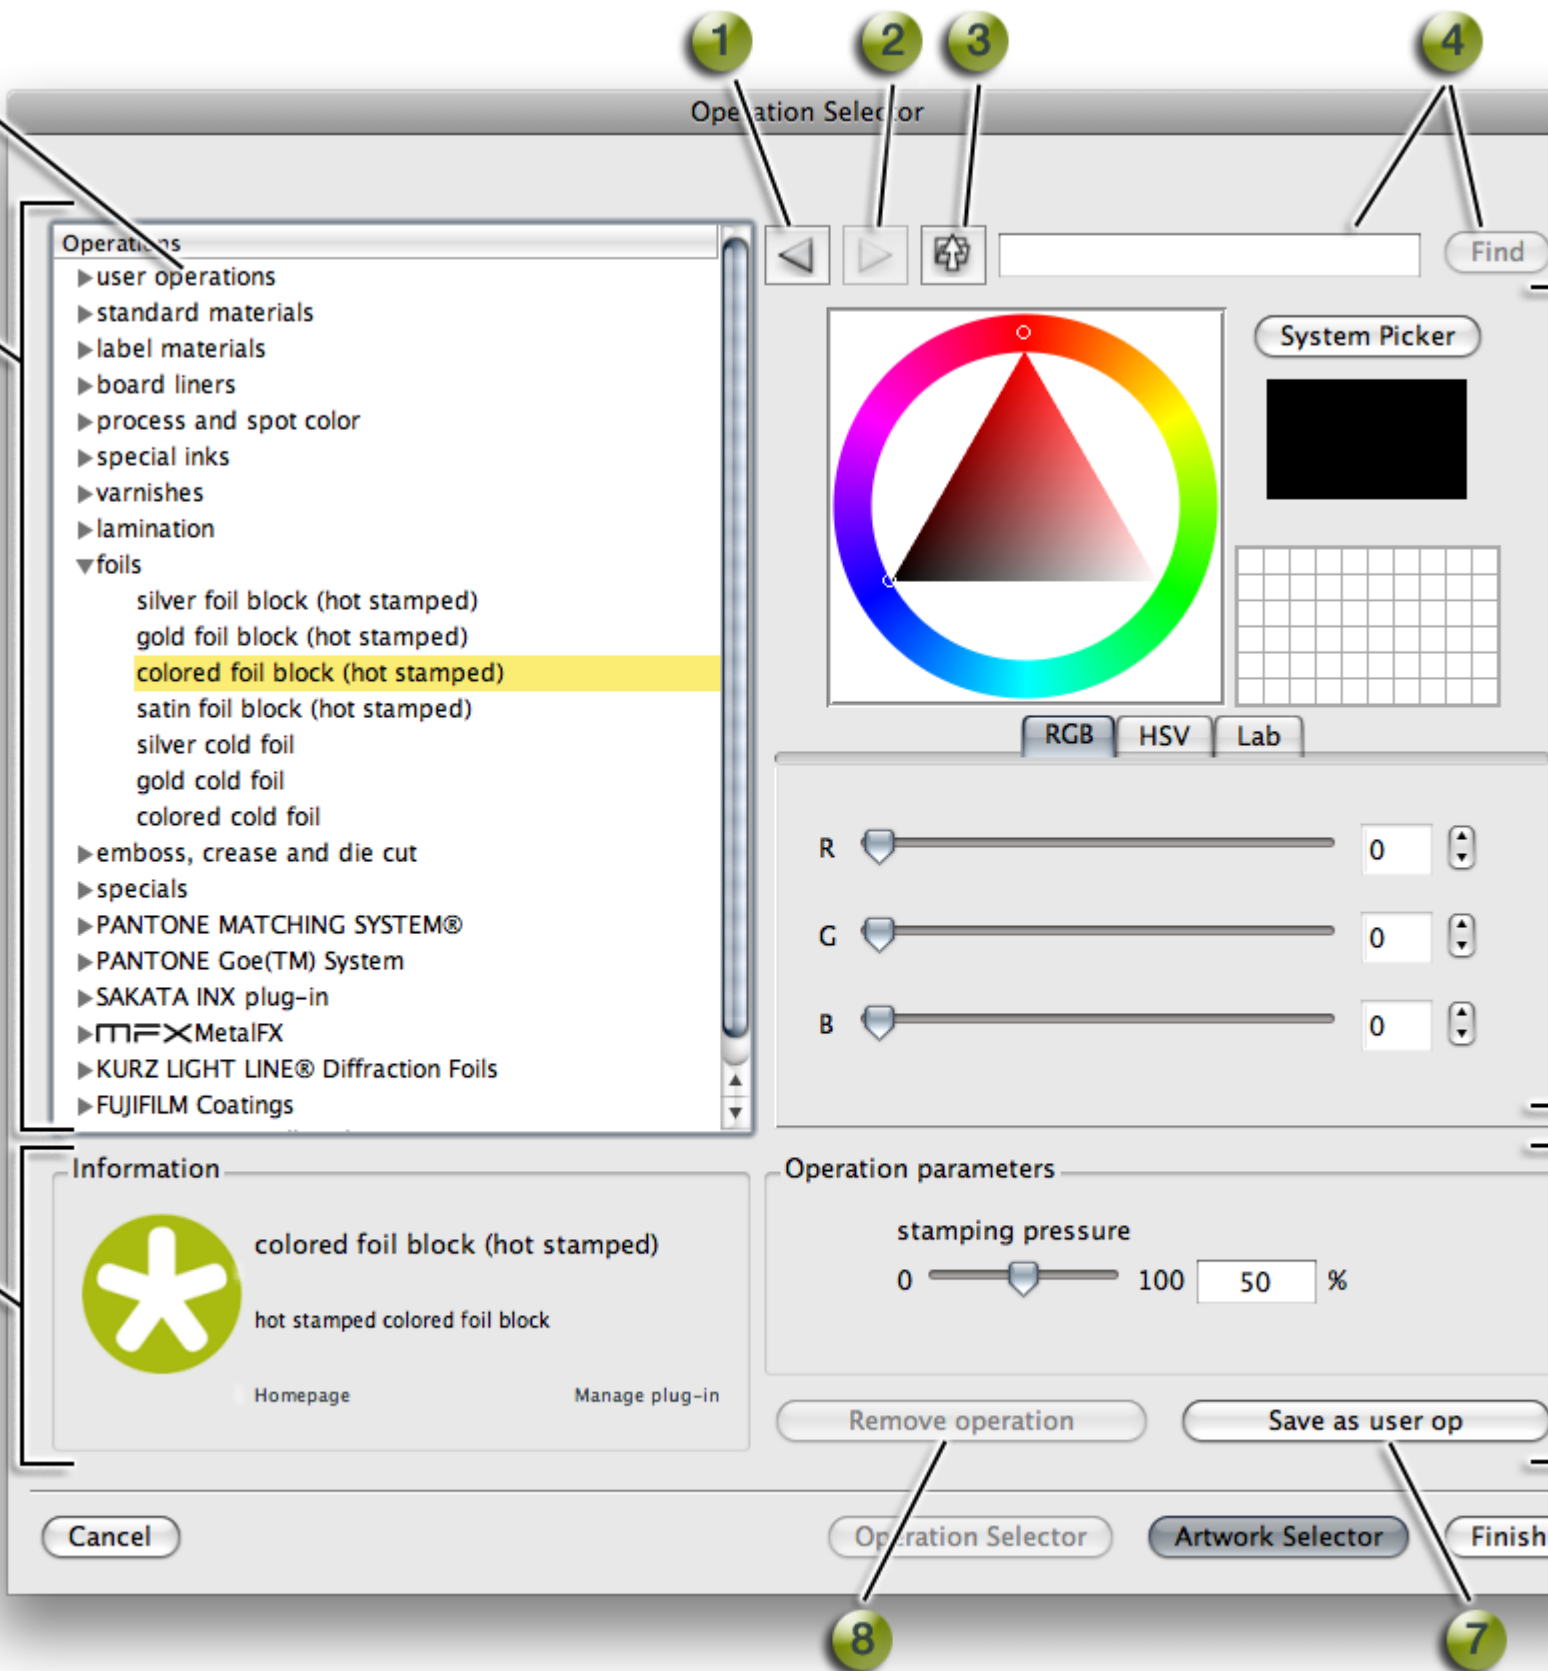 1
2
3
4
Operation Selector
Operations
user operations
standard materials
label materials
board liners
process and spot color
special inks
varnishes
lamination
foils
silver foil block (hot stamped)
gold foil block (hot stamped)
colored foil block (hot stamped)
satin foil block (hot stamped)
silver cold foil
gold cold foil
colored cold foil
emboss, crease and die cut
specials
PANTONE MATCHING SYSTEM®
PANTONE Goe(TM) System
SAKATA INX plug-in
MFX MetalFX
KURZ LIGHT LINE® Diffraction Foils
FUJIFILM Coatings
Find
System Picker
RGB HSV Lab
R 0
G 0
B 0
Information
colored foil block (hot stamped)
hot stamped colored foil block
Homepage Manage plug-in
Operation parameters
stamping pressure
0 100 50 %
Remove operation Save as user op
Cancel Operation Selector Artwork Selector Finish
8
7